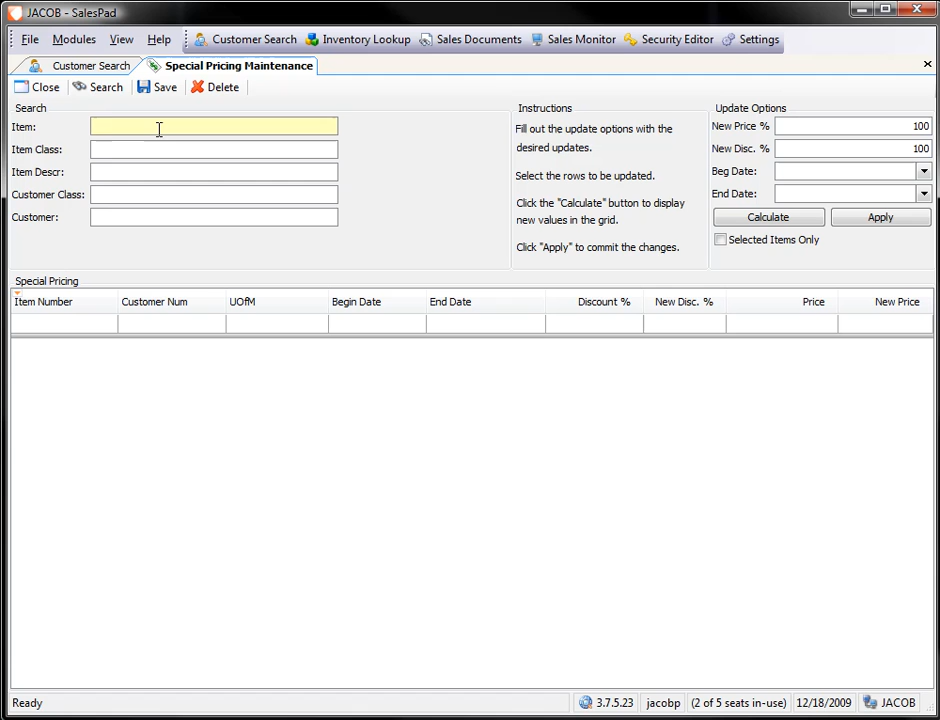 JACOB - SalesPad
File Modules View Help Customer Search Inventory Lookup Sales Documents Sales Monitor Security Editor Settings
Customer Search Special Pricing Maintenance
Close Search Save Delete
Search Instructions Update Options
Item: Fill out the update options with the New Price % 100
Item Class: desired updates. New Disc. % 100
Item Descr: Select the rows to be updated. Beg Date:
Customer Class: Click the "Calculate" button to display End Date:
Customer: new values in the grid. Calculate Apply
Click "Apply" to commit the changes. Selected Items Only
Special Pricing
Item Number Customer Num UOfM Begin Date End Date Discount % New Disc. % Price New Price
Ready 3.7.5.23 jacobp (2 of 5 seats in-use) 12/18/2009 JACOB